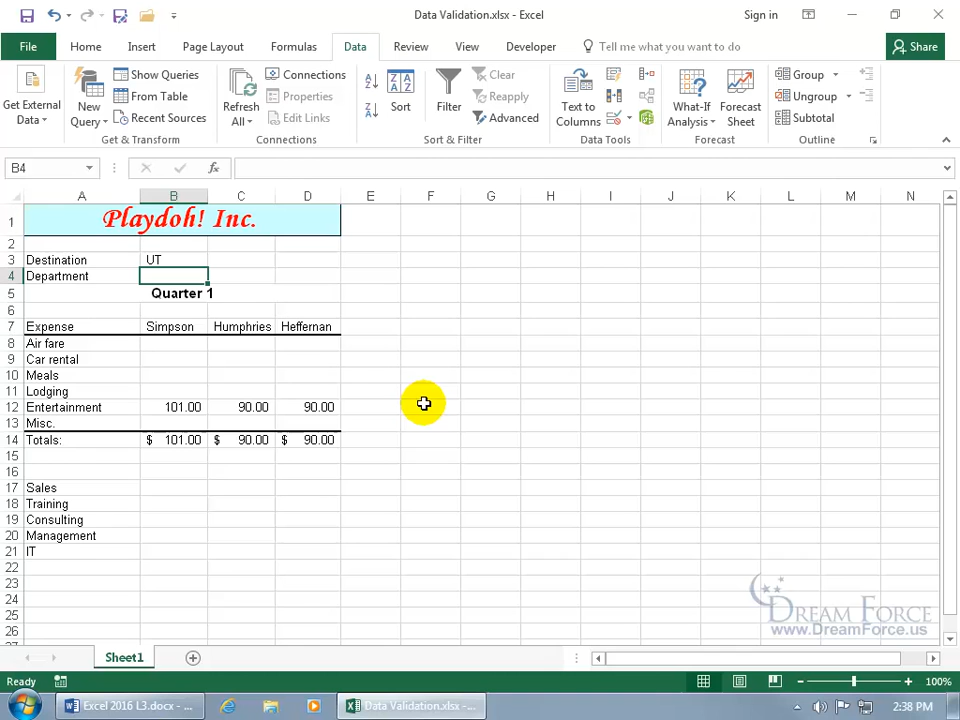 Data Validation.xlsx - Excel
Sign in
File Home Insert Page Layout Formulas Data Review View Developer Tell me what you want to do Share
Get External Data New Query Show Queries From Table Recent Sources
Refresh All Connections Properties Edit Links
Sort Filter Clear Reapply Advanced
Text to Columns What-If Analysis Forecast Sheet
Group Ungroup Subtotal
Get & Transform Connections Sort & Filter Data Tools Forecast Outline
B4 fx
A B C D E F G H I J K L M N
1 Playdoh! Inc.
2
3 Destination UT
4 Department
5 Quarter 1
6
7 Expense Simpson Humphries Heffernan
8 Air fare
9 Car rental
10 Meals
11 Lodging
12 Entertainment 101.00 90.00 90.00
13 Misc.
14 Totals: $ 101.00 $ 90.00 $ 90.00
15
16
17 Sales
18 Training
19 Consulting
20 Management
21 IT
22
23
24
25
26
DREAM FORCE
www.DreamForce.us
Sheet1
Ready 100%
Excel 2016 L3.docx - ... Data Validation.xlsx - ... 2:38 PM